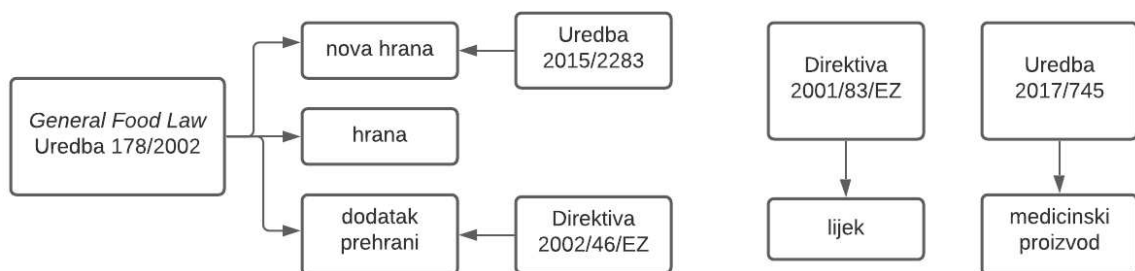 General Food Law
Uredba 178/2002
nova hrana
Uredba
2015/2283
hrana
dodatak
prehrani
Direktiva
2002/46/EZ
Direktiva
2001/83/EZ
lijek
Uredba
2017/745
medicinski
proizvod